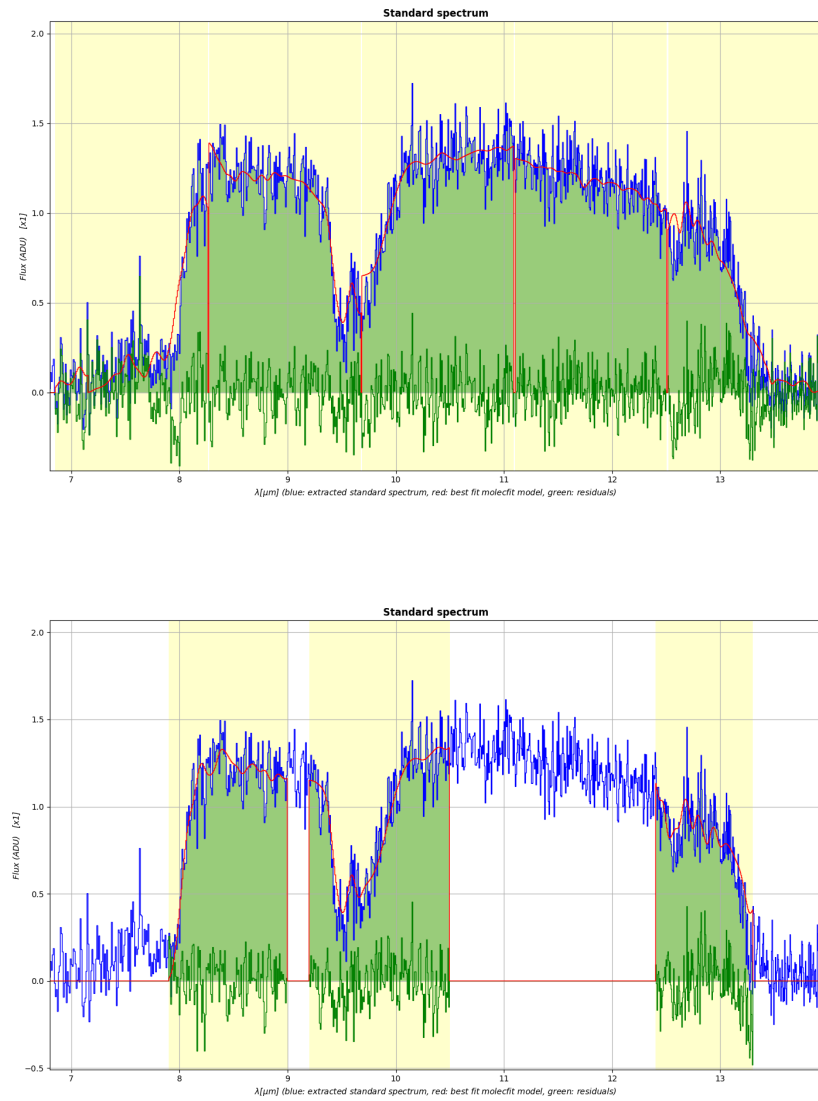 Standard spectrum
2.0
1.5
1.0
0.5
0.0
Flux (ADU) [x1]
7 8 9 10 11 12 13
λ[μm] (blue: extracted standard spectrum, red: best fit molecfit model, green: residuals)
Standard spectrum
2.0
1.5
1.0
0.5
0.0
−0.5
Flux (ADU) [x1]
7 8 9 10 11 12 13
λ[μm] (blue: extracted standard spectrum, red: best fit molecfit model, green: residuals)